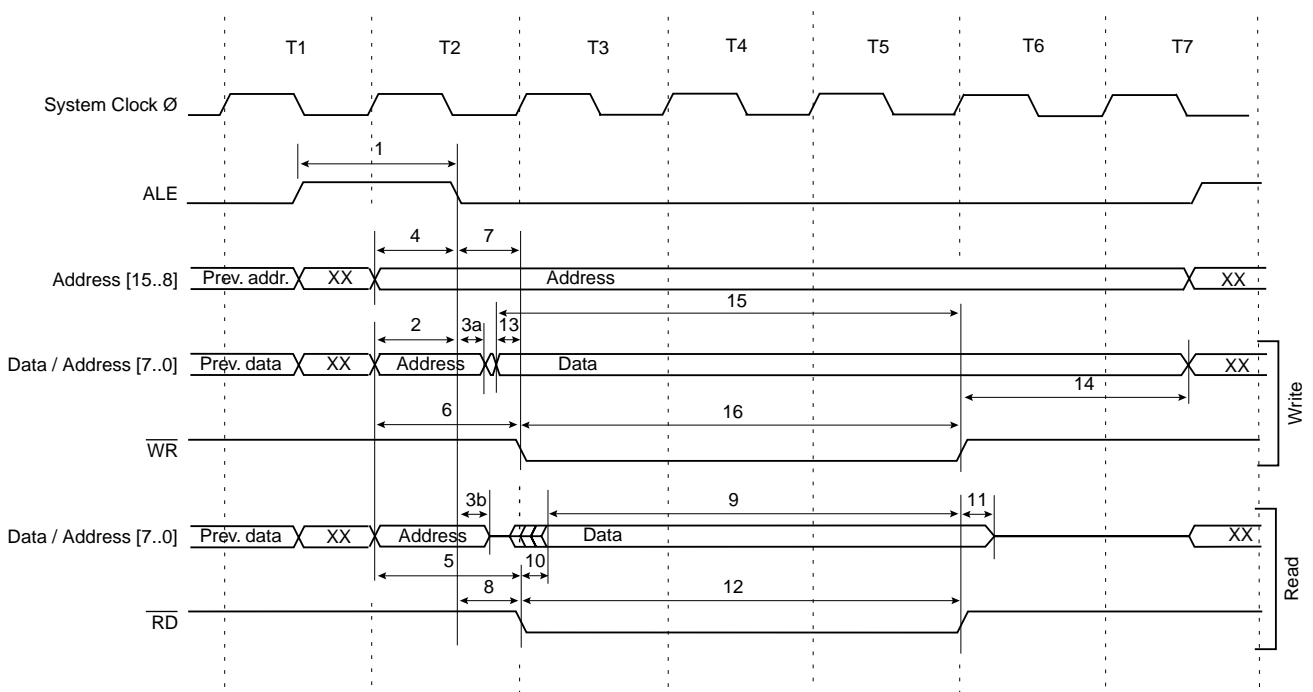 T1 T2 T3 T4 T5 T6 T7
System Clock Ø
1
ALE
4 7
Address [15..8] Prev. addr. XX Address XX
15
2 3a 13
Data / Address [7..0] Prev. data XX Address Data XX
14
6 16
Write
WR
3b 9 11
Data / Address [7..0] Prev. data XX Address Data XX
5 10
8 12
Read
RD